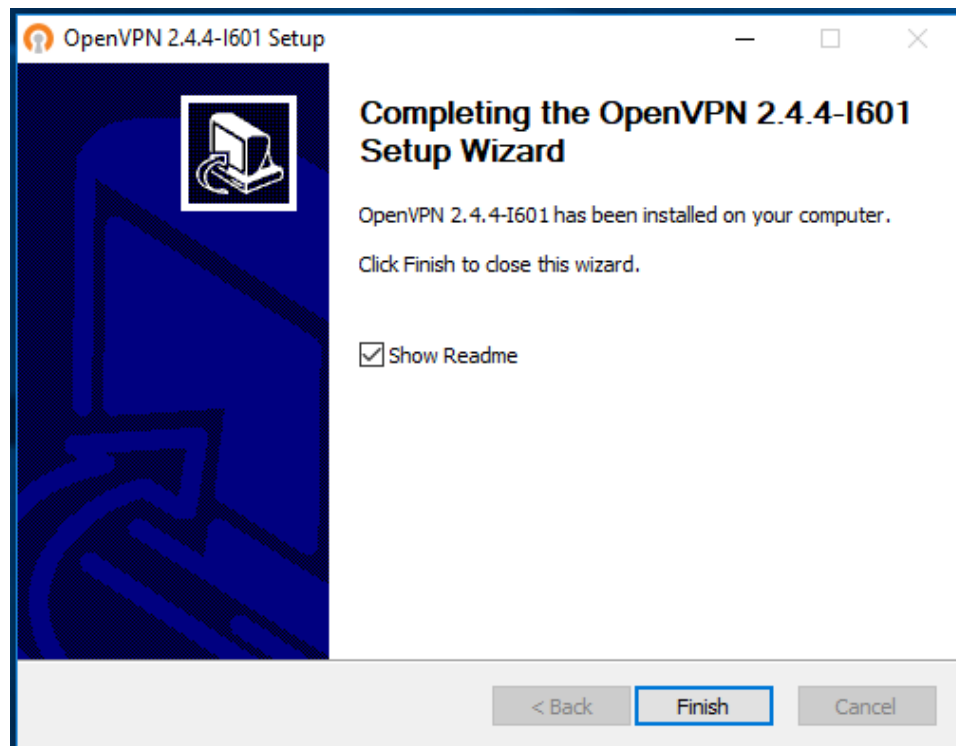 OpenVPN 2.4.4-I601 Setup
Completing the OpenVPN 2.4.4-I601
Setup Wizard
OpenVPN 2.4.4-I601 has been installed on your computer.
Click Finish to close this wizard.
Show Readme
< Back
Finish
Cancel